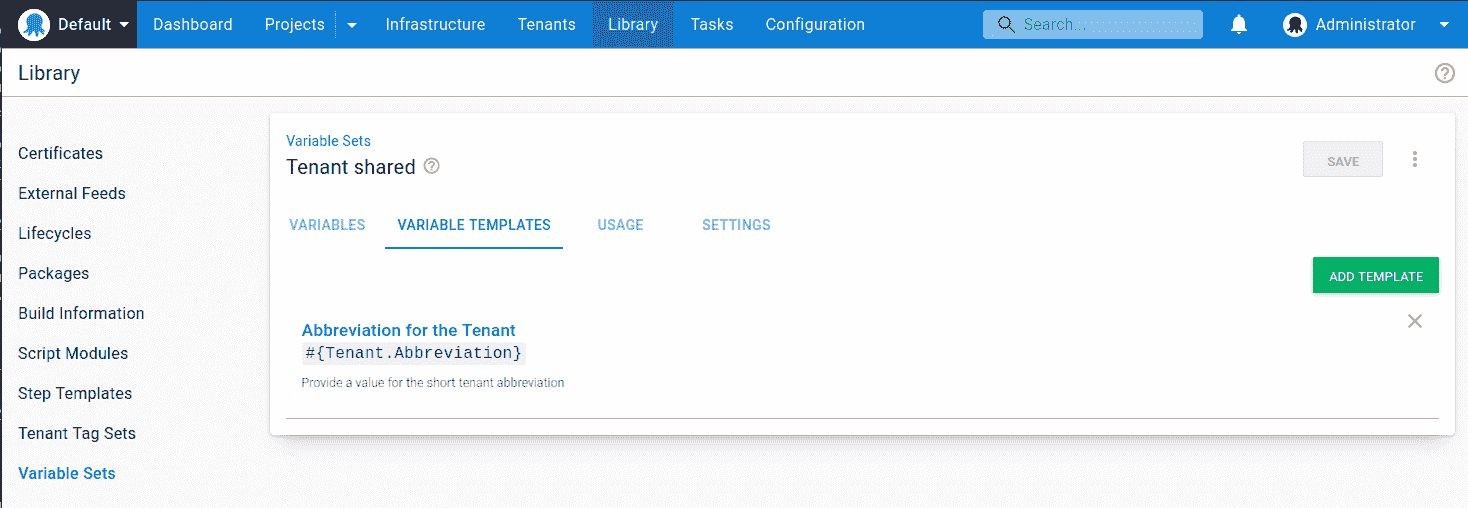 Default Dashboard Projects Infrastructure Tenants Library Tasks Configuration Search... Administrator
Library
Certificates
External Feeds
Lifecycles
Packages
Build Information
Script Modules
Step Templates
Tenant Tag Sets
Variable Sets
Variable Sets
Tenant shared
SAVE
VARIABLES VARIABLE TEMPLATES USAGE SETTINGS
ADD TEMPLATE
Abbreviation for the Tenant
#{Tenant.Abbreviation}
Provide a value for the short tenant abbreviation